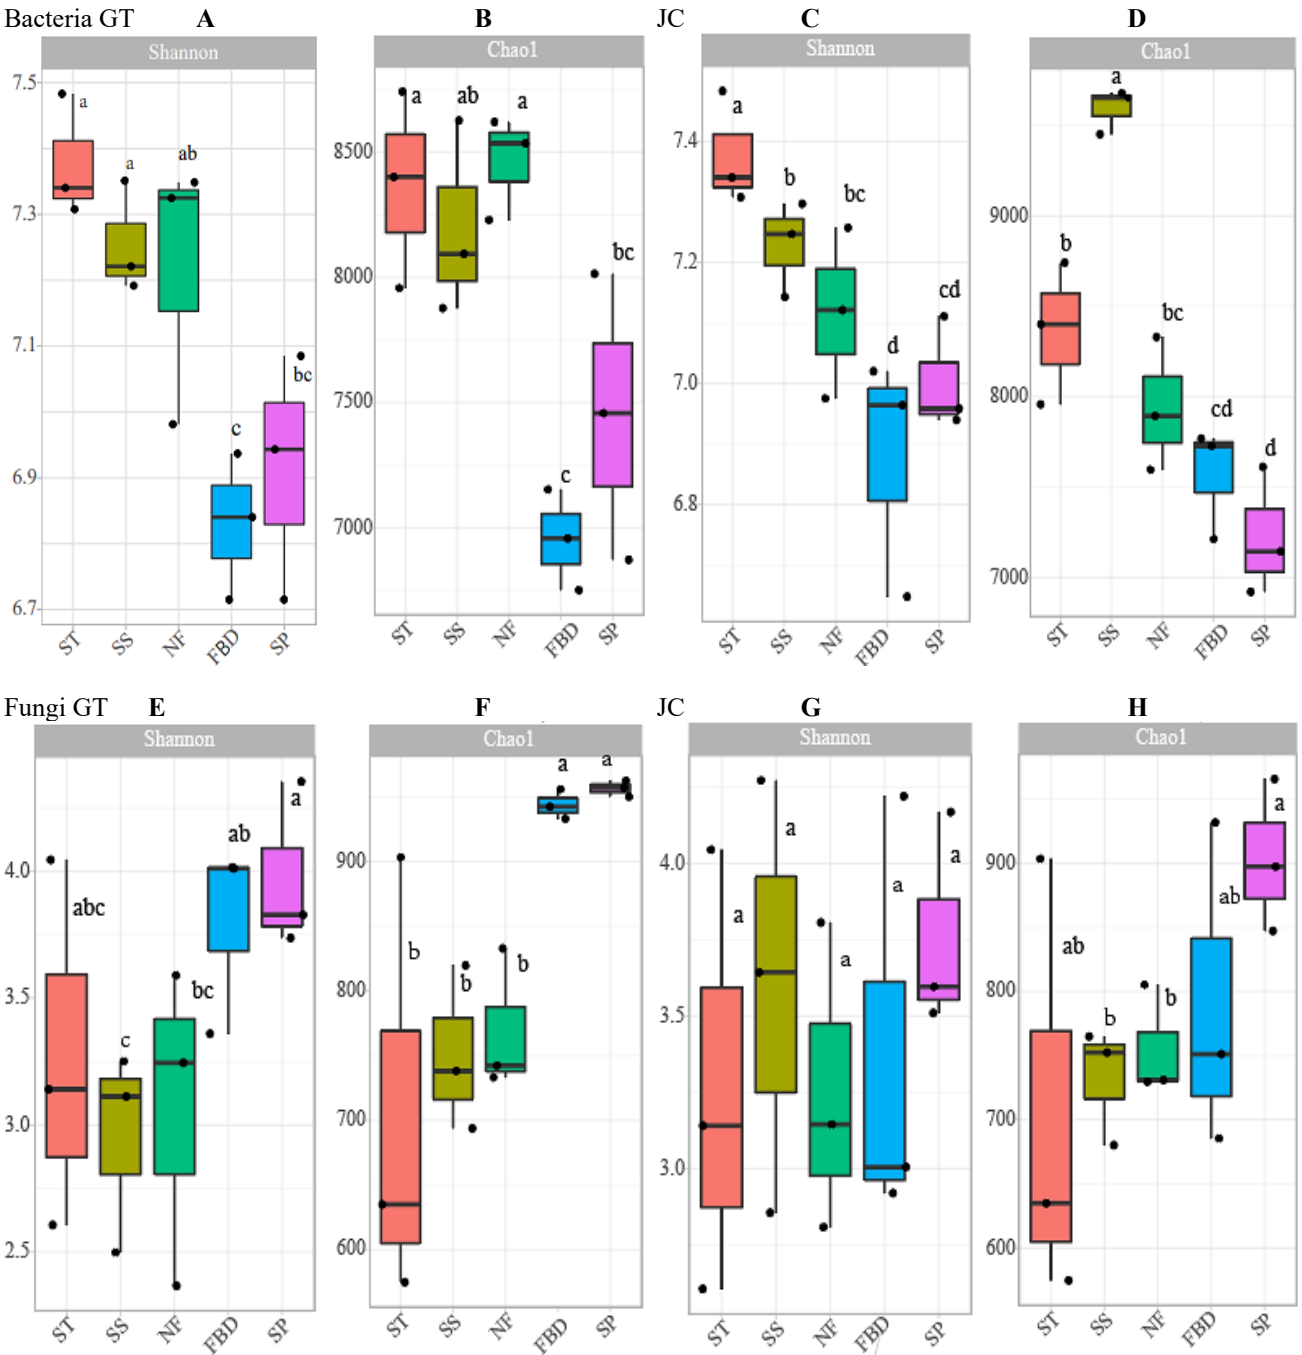 Bacteria GT A B JC C D
Shannon Chao1 Shannon Chao1
7.5
7.3
7.1
6.9
6.7
a
a
ab
c
bc
ST SS NF FBD SP
8500
8000
7500
7000
a
ab
a
c
bc
ST SS NF FBD SP
7.4
7.2
7.0
6.8
a
b
bc
d
cd
ST SS NF FBD SP
9000
8000
7000
b
a
bc
cd
d
ST SS NF FBD SP
Fungi GT E F JC G H
Shannon Chao1 Shannon Chao1
4.0
3.5
3.0
2.5
abc
c
bc
ab
a
ST SS NF FBD SP
900
800
700
600
b
b
b
a
a
ST SS NF FBD SP
4.0
3.5
3.0
a
a
a
a
a
ST SS NF FBD SP
900
800
700
600
ab
b
b
ab
a
ST SS NF FBD SP